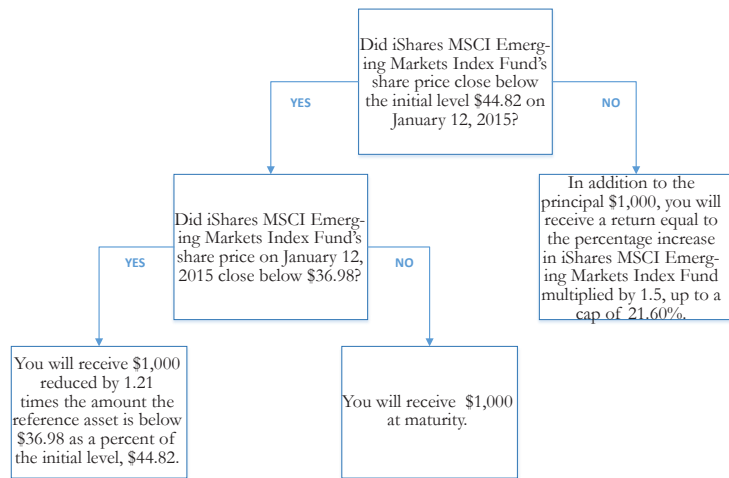 Did iShares MSCI Emerg-
ing Markets Index Fund's
share price close below
the initial level $44.82 on
January 12, 2015?
YES
NO
Did iShares MSCI Emerg-
ing Markets Index Fund's
share price on January 12,
2015 close below $36.98?
In addition to the
principal $1,000, you will
receive a return equal to
the percentage increase
in iShares MSCI Emerg-
ing Markets Index Fund
multiplied by 1.5, up to a
cap of 21.60%.
YES
NO
You will receive $1,000
reduced by 1.21
times the amount the
reference asset is below
$36.98 as a percent of
the initial level, $44.82.
You will receive $1,000
at maturity.